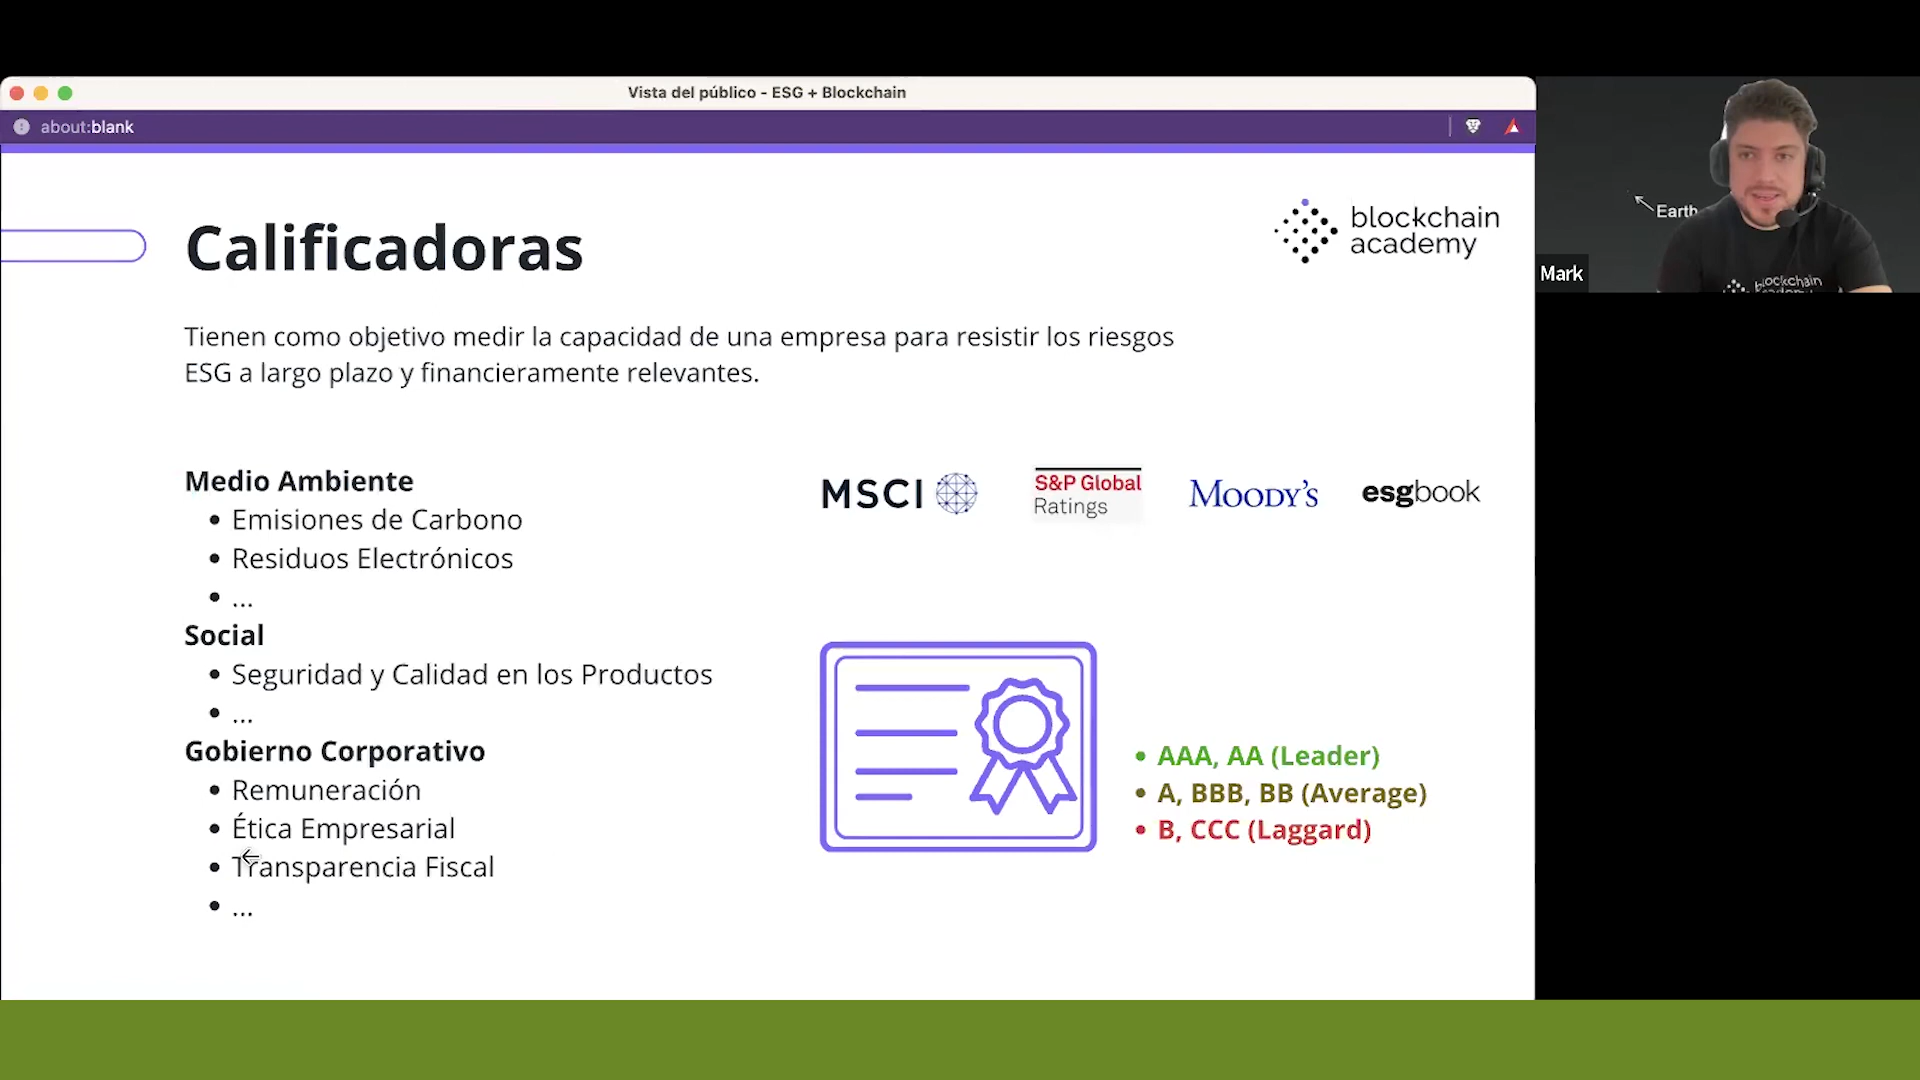 Vista del público - ESG + Blockchain
about:blank
Calificadoras
blockchain
academy
Tienen como objetivo medir la capacidad de una empresa para resistir los riesgos
ESG a largo plazo y financieramente relevantes.
Medio Ambiente
• Emisiones de Carbono
• Residuos Electrónicos
• ...
Social
• Seguridad y Calidad en los Productos
• ...
Gobierno Corporativo
• Remuneración
• Ética Empresarial
• Transparencia Fiscal
• ...
MSCI
S&P Global
Ratings
MOODY'S
esgbook
• AAA, AA (Leader)
• A, BBB, BB (Average)
• B, CCC (Laggard)
Earth
Mark
blockchain
academy